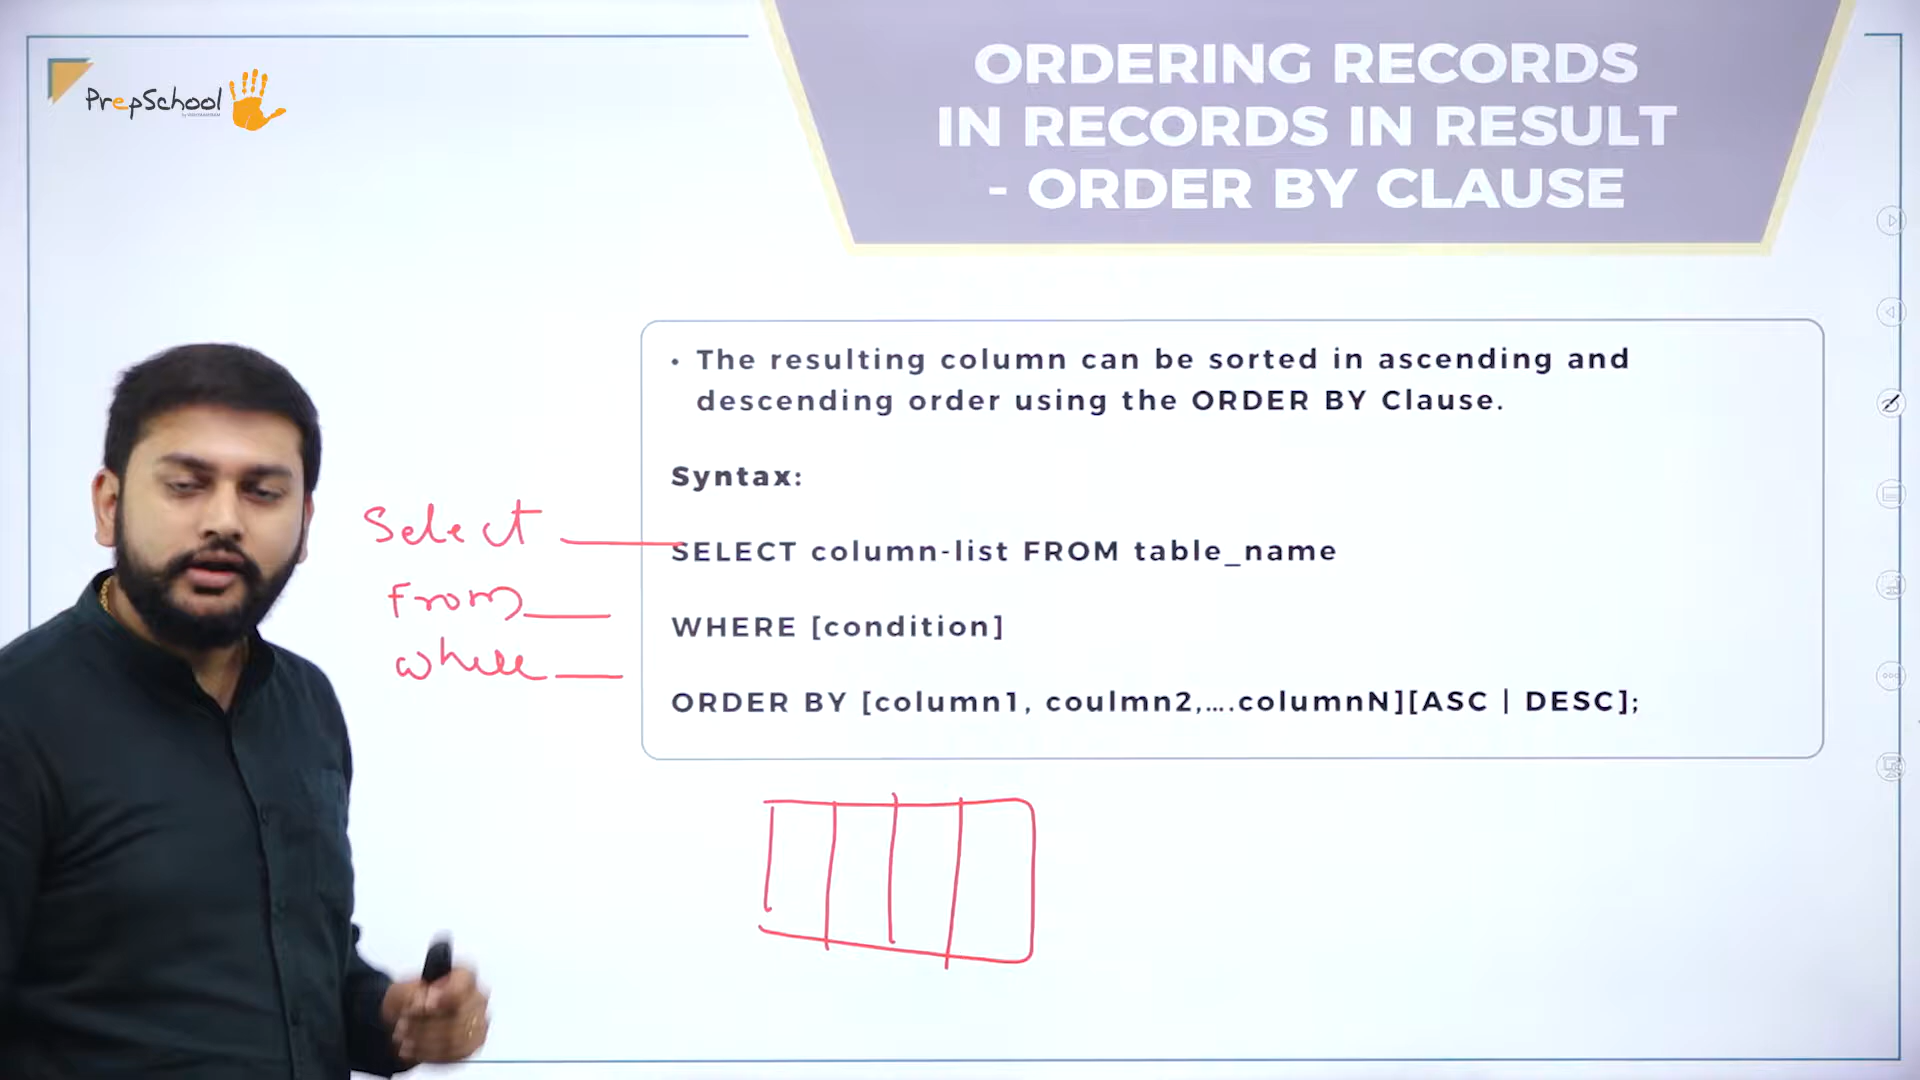 PrepSchool
ORDERING RECORDS
IN RECORDS IN RESULT
- ORDER BY CLAUSE
• The resulting column can be sorted in ascending and
descending order using the ORDER BY Clause.
Syntax:
Select
SELECT column-list FROM table_name
From
WHERE [condition]
where
ORDER BY [column1, coulmn2,....columnN][ASC | DESC];